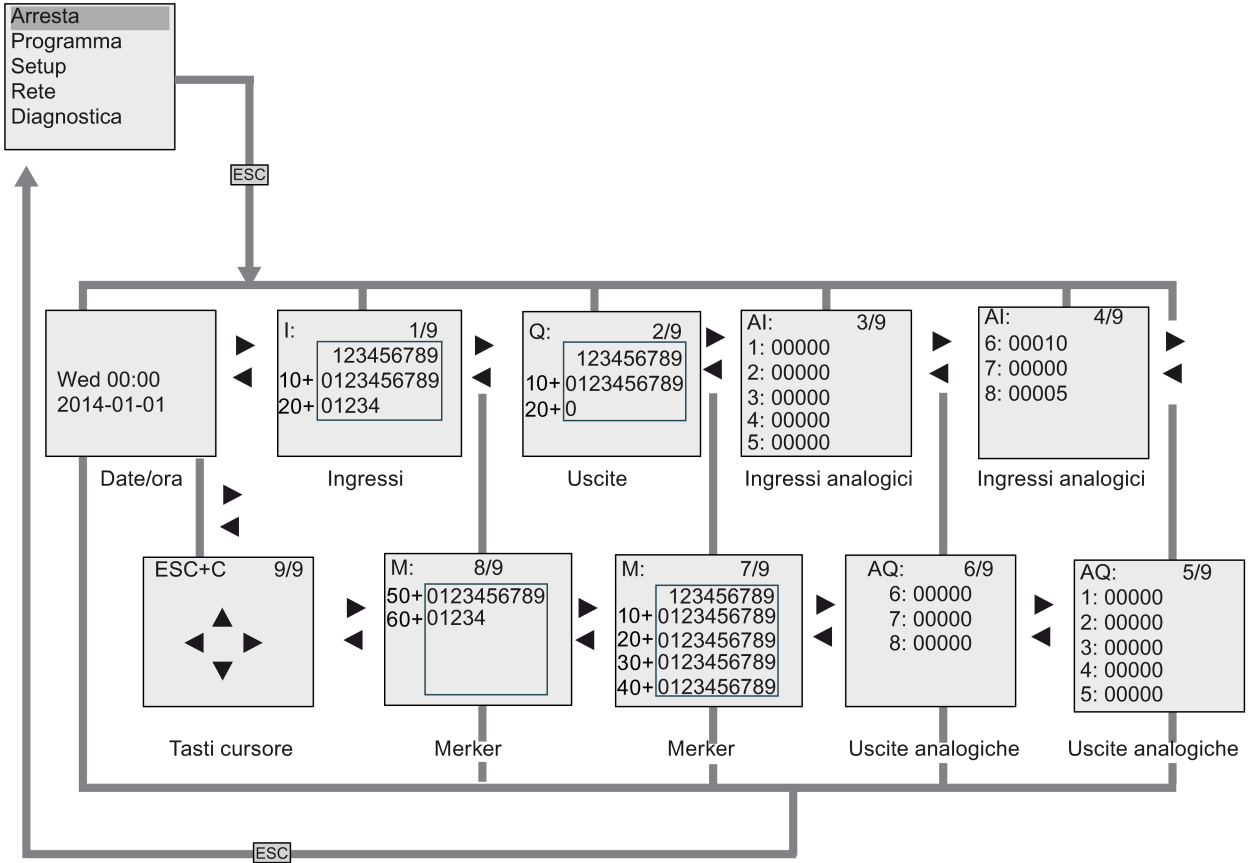 Arresta
Programma
Setup
Rete
Diagnostica
ESC
Wed 00:00
2014-01-01
Date/ora
I: 1/9
123456789
10+ 0123456789
20+ 01234
Ingressi
Q: 2/9
123456789
10+ 0123456789
20+ 0
Uscite
AI: 3/9
1: 00000
2: 00000
3: 00000
4: 00000
5: 00000
Ingressi analogici
AI: 4/9
6: 00010
7: 00000
8: 00005
Ingressi analogici
ESC+C 9/9
Tasti cursore
M: 8/9
50+ 0123456789
60+ 01234
Merker
M: 7/9
123456789
10+ 0123456789
20+ 0123456789
30+ 0123456789
40+ 0123456789
Merker
AQ: 6/9
6: 00000
7: 00000
8: 00000
Uscite analogiche
AQ: 5/9
1: 00000
2: 00000
3: 00000
4: 00000
5: 00000
Uscite analogiche
ESC